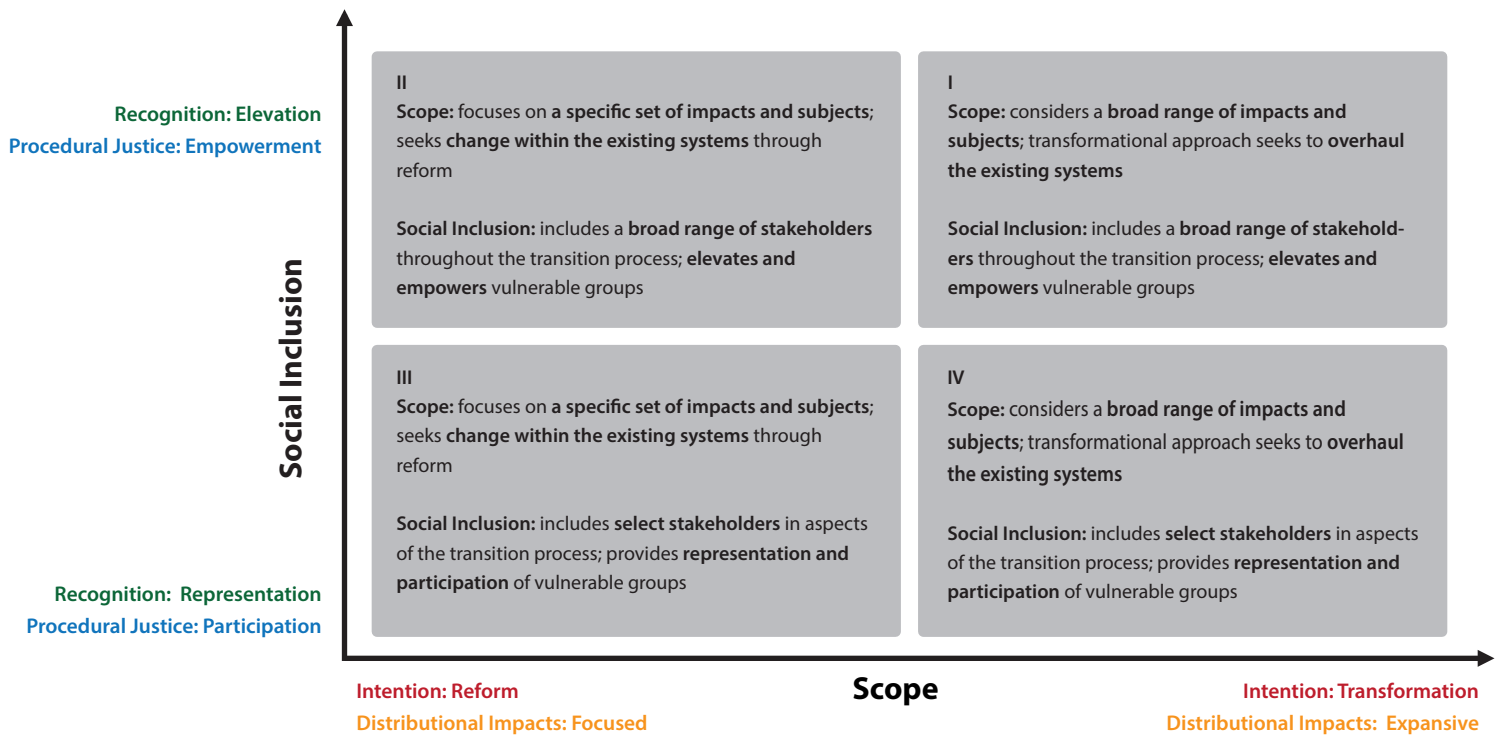 Recognition: Elevation
Procedural Justice: Empowerment
Social Inclusion
Recognition:  Representation
Procedural Justice: Participation
II
Scope: focuses on a specific set of impacts and subjects;
seeks change within the existing systems through
reform
Social Inclusion: includes a broad range of stakeholders
throughout the transition process; elevates and
empowers vulnerable groups
I
Scope: considers a broad range of impacts and
subjects; transformational approach seeks to overhaul
the existing systems
Social Inclusion: includes a broad range of stakehold-
ers throughout the transition process; elevates and
empowers vulnerable groups
III
Scope: focuses on a specific set of impacts and subjects;
seeks change within the existing systems through
reform
Social Inclusion: includes select stakeholders in aspects
of the transition process; provides representation and
participation of vulnerable groups
IV
Scope: considers a broad range of impacts and
subjects; transformational approach seeks to overhaul
the existing systems
Social Inclusion: includes select stakeholders in aspects
of the transition process; provides representation and
participation of vulnerable groups
Intention: Reform
Distributional Impacts: Focused
Scope
Intention: Transformation
Distributional Impacts:  Expansive